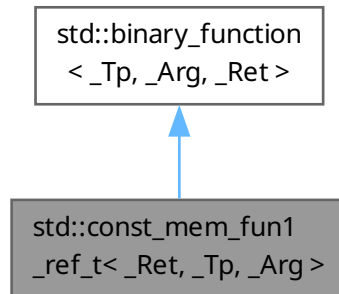 std::binary_function
< _Tp, _Arg, _Ret >
std::const_mem_fun1
_ref_t< _Ret, _Tp, _Arg >